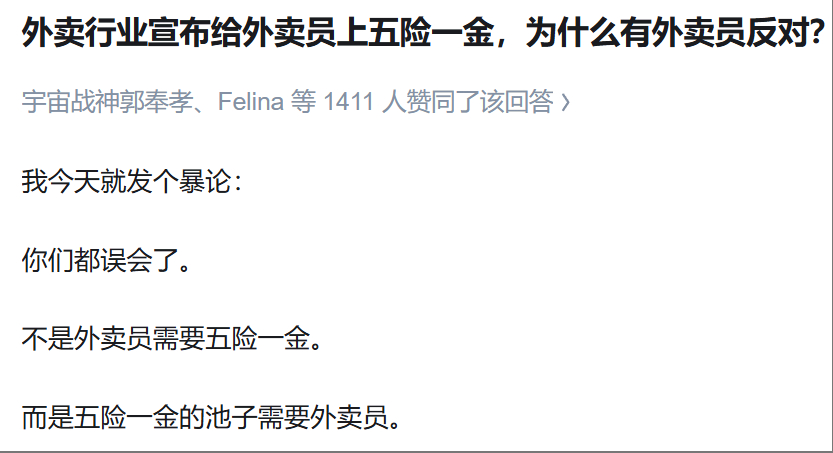 外卖行业宣布给外卖员上五险一金，为什么有外卖员反对？
宇宙战神郭奉孝、Felina 等 1411 人赞同了该回答 >
我今天就发个暴论：
你们都误会了。
不是外卖员需要五险一金。
而是五险一金的池子需要外卖员。